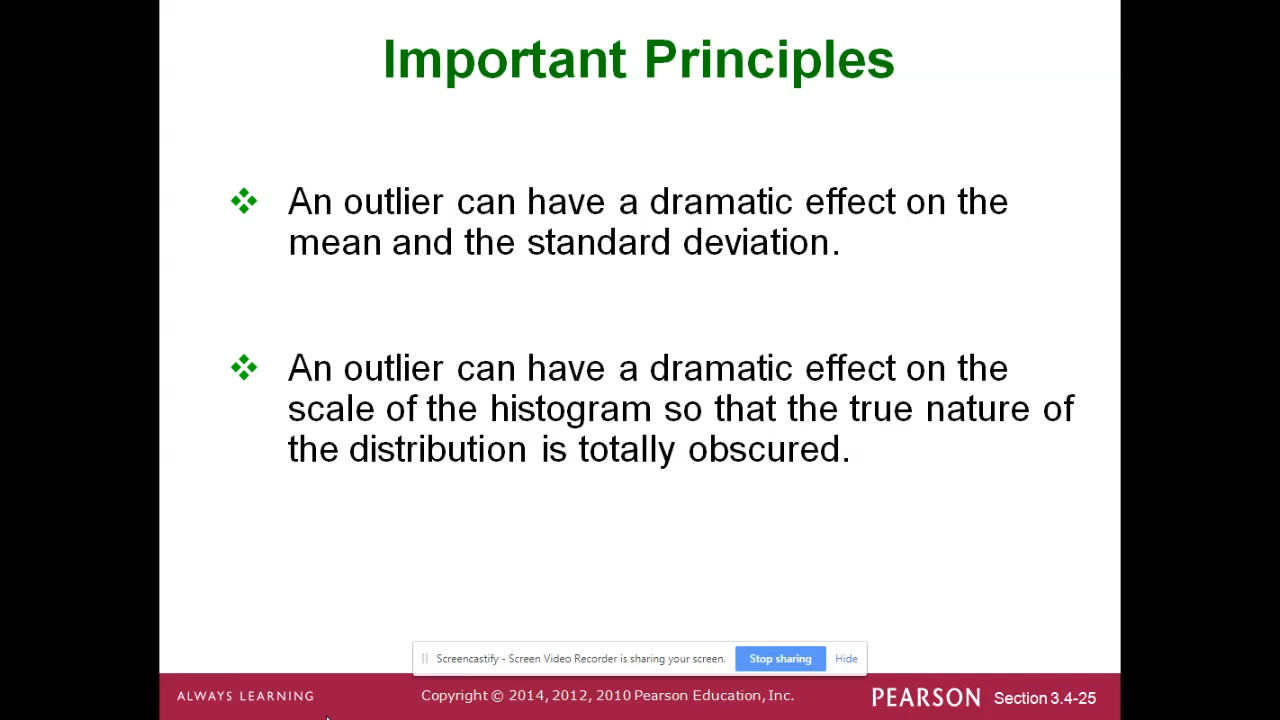 Important Principles
An outlier can have a dramatic effect on the
mean and the standard deviation.
An outlier can have a dramatic effect on the
scale of the histogram so that the true nature of
the distribution is totally obscured.
Screencastify - Screen Video Recorder is sharing your screen. Stop sharing Hide
ALWAYS LEARNING Copyright © 2014, 2012, 2010 Pearson Education, Inc. PEARSON Section 3.4-25